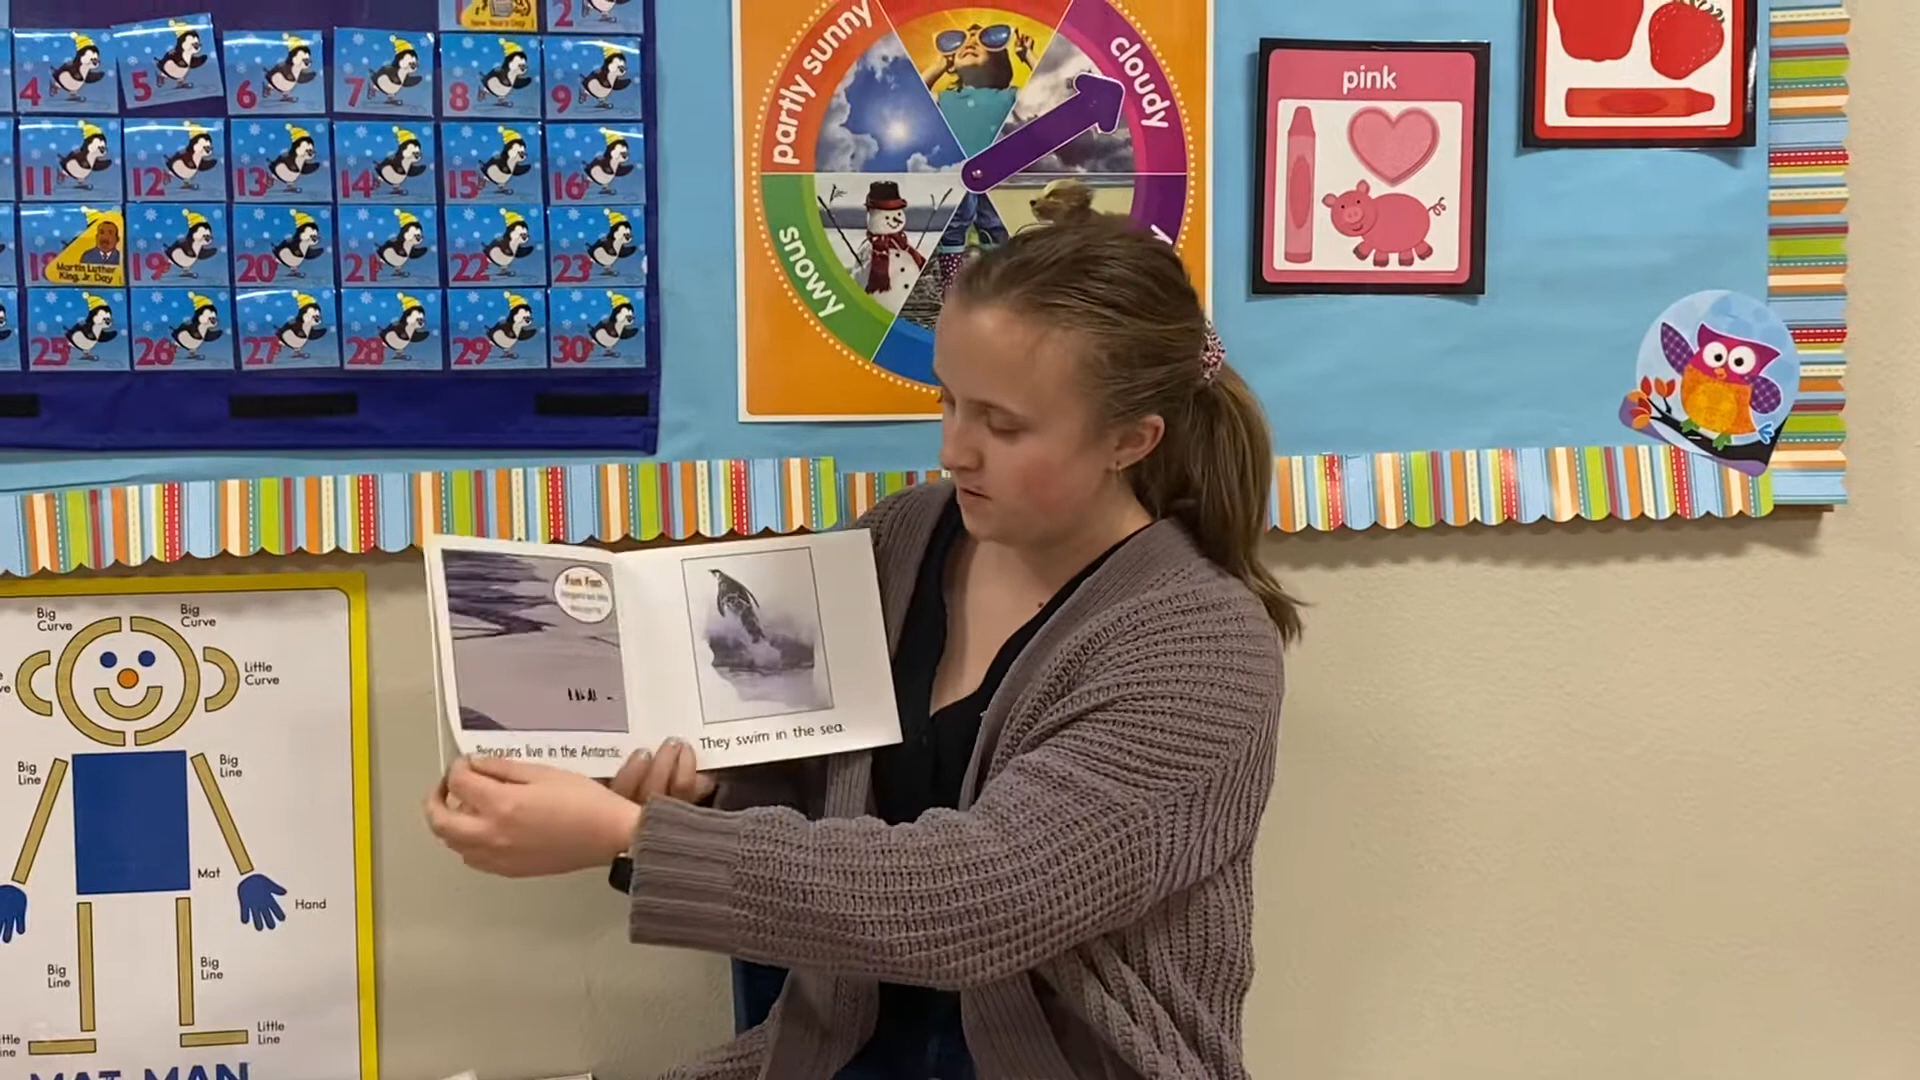 New Year's Day
2
4
5
6
7
8
9
11
12
13
14
15
16
18
Martin Luther
King, Jr. Day
19
20
21
22
23
25
26
27
28
29
30
partly sunny
cloudy
snowy
pink
Fun Fact
Penguins live in the Antarctic.
They swim in the sea.
Big
Curve
Big
Curve
Little
Curve
Big
Line
Big
Line
Mat
Hand
Big
Line
Big
Line
Little
Line
MAT MAN